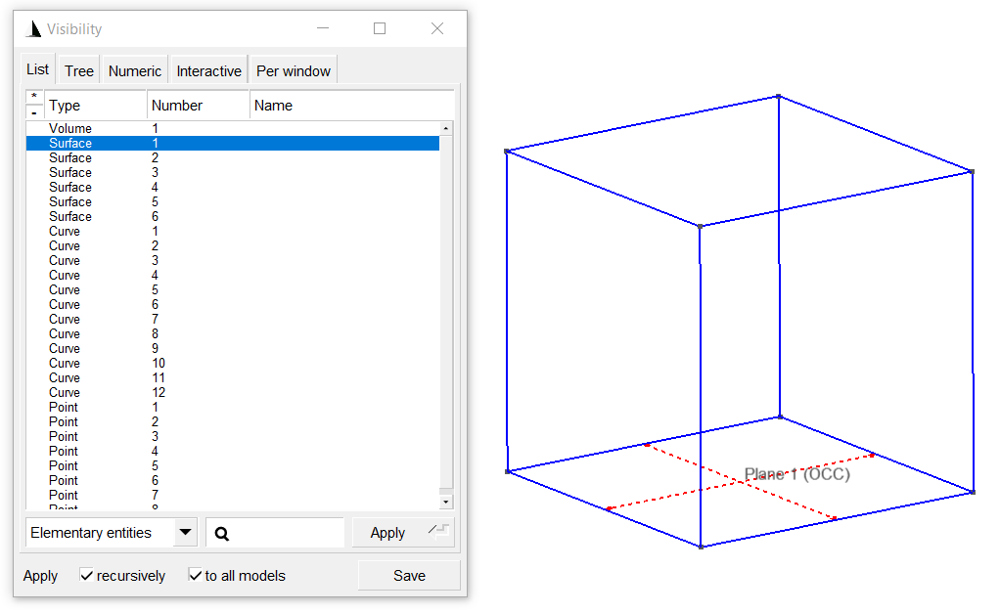 Visibility
List Tree Numeric Interactive Per window
*
-
Type Number Name
Volume 1
Surface 1
Surface 2
Surface 3
Surface 4
Surface 5
Surface 6
Curve 1
Curve 2
Curve 3
Curve 4
Curve 5
Curve 6
Curve 7
Curve 8
Curve 9
Curve 10
Curve 11
Curve 12
Point 1
Point 2
Point 3
Point 4
Point 5
Point 6
Point 7
Point 8
Elementary entities Apply
Apply recursively to all models Save
Plane 1 (OCC)